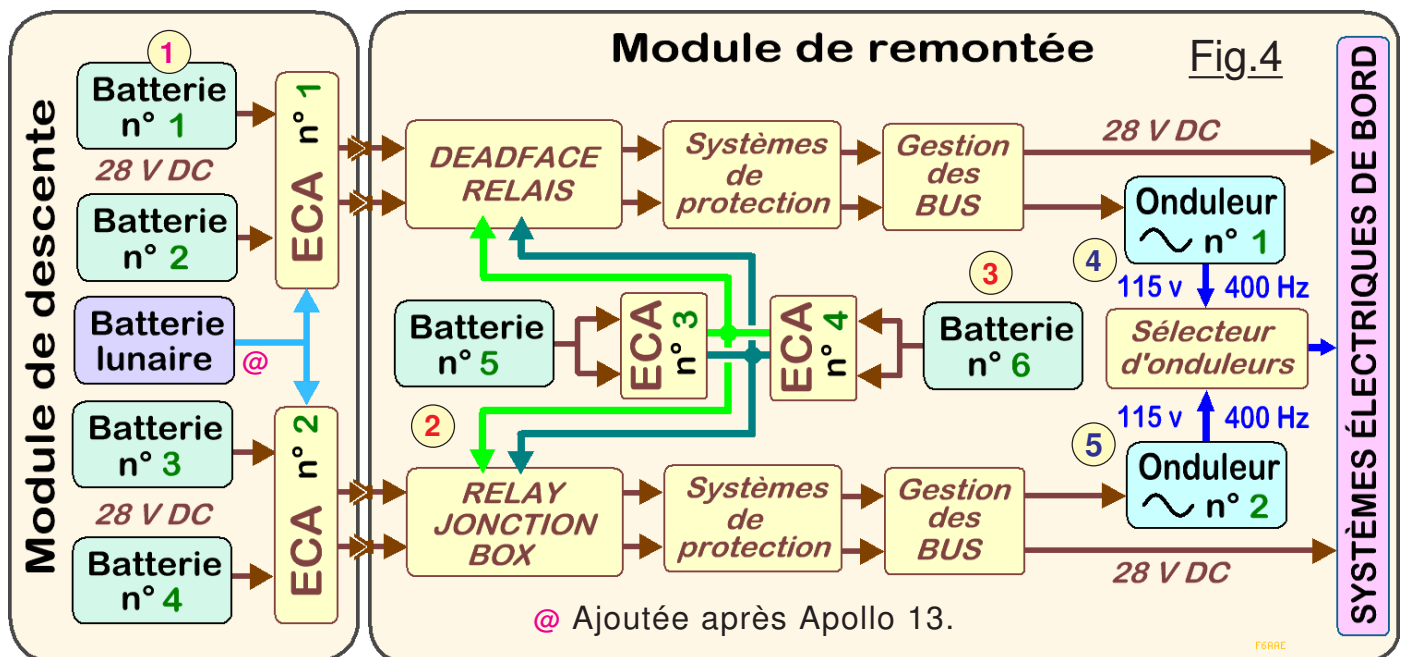 Module de descente
1
Batterie
n° 1
28 V DC
Batterie
n° 2
Batterie
lunaire
@
Batterie
n° 3
28 V DC
Batterie
n° 4
ECA n° 1
ECA n° 2
Module de remontée
Fig.4
DEADFACE
RELAIS
Systèmes
de
protection
Gestion
des
BUS
28 V DC
Onduleur
n° 1
4
115 v 400 Hz
Sélecteur
d'onduleurs
115 v 400 Hz
5
Onduleur
n° 2
Batterie
n° 5
ECA
n° 3
ECA
n° 4
3
Batterie
n° 6
2
RELAY
JONCTION
BOX
Systèmes
de
protection
Gestion
des
BUS
28 V DC
SYSTÈMES ÉLECTRIQUES DE BORD
@ Ajoutée après Apollo 13.
F6AAE